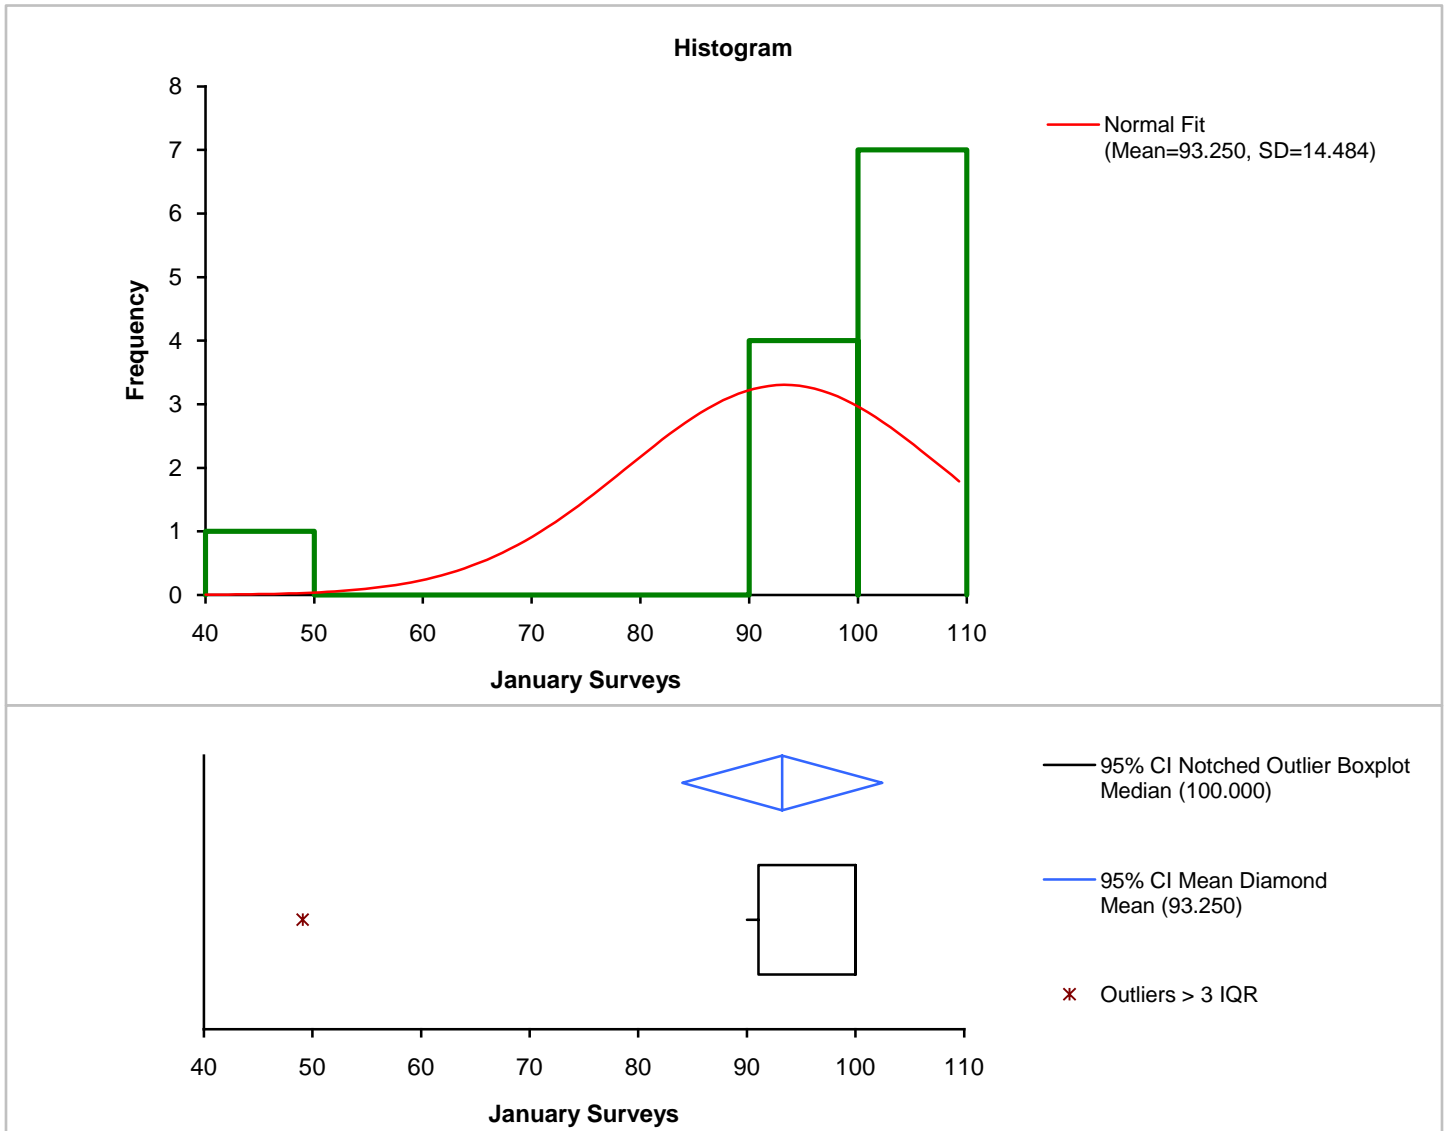 Histogram
8
7
6
5
4
3
2
1
0
Frequency
40 50 60 70 80 90 100 110
January Surveys
Normal Fit
(Mean=93.250, SD=14.484)
40 50 60 70 80 90 100 110
January Surveys
95% CI Notched Outlier Boxplot
Median (100.000)
95% CI Mean Diamond
Mean (93.250)
Outliers > 3 IQR